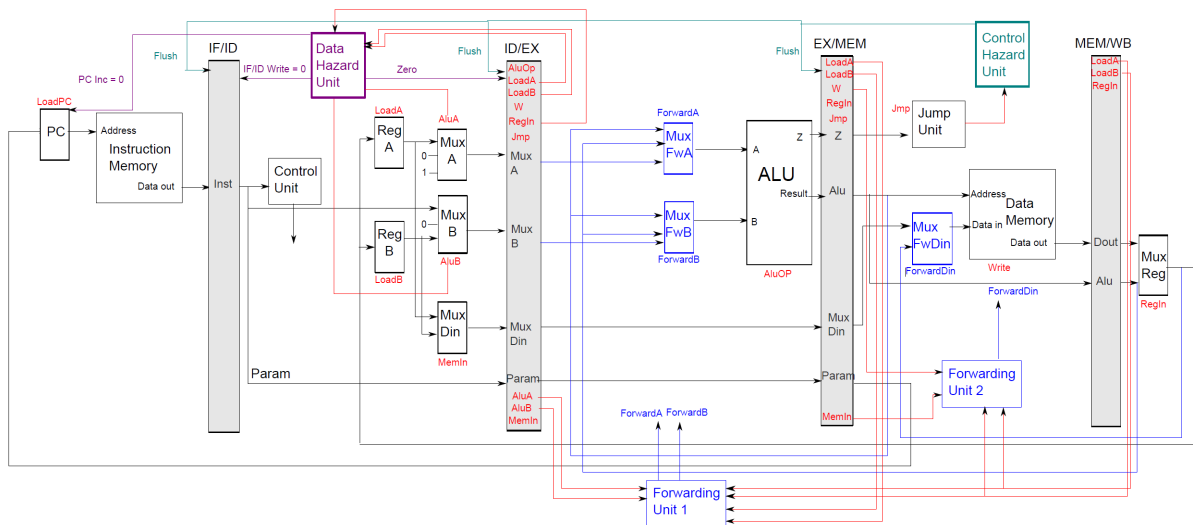 IF/ID
Data
Hazard
Unit
ID/EX
EX/MEM
Control
Hazard
Unit
MEM/WB
Flush
IF/ID Write = 0
Zero
Flush
Flush
PC Inc = 0
LoadPC
PC
Address
Instruction
Memory
Data out
Inst
Control
Unit
LoadA
Reg
A
AluA
Mux
A
0
1
Mux
B
0
Reg
B
LoadB
AluB
Mux
Din
MemIn
Param
AluOp
LoadA
LoadB
W
RegIn
Jmp
Mux
A
Mux
B
Mux
Din
Param
AluA
AluB
MemIn
ForwardA
Mux
FwA
Mux
FwB
ForwardB
A
Z
ALU
Result
B
AluOP
LoadA
LoadB
W
RegIn
Jmp
Z
Alu
Mux
Din
Param
MemIn
Jmp
Jump
Unit
Address
Data
Memory
Data in
Data out
Write
Mux
FwDin
ForwardDin
ForwardDin
Forwarding
Unit 2
LoadA
LoadB
RegIn
Dout
Alu
Mux
Reg
RegIn
ForwardA
ForwardB
Forwarding
Unit 1